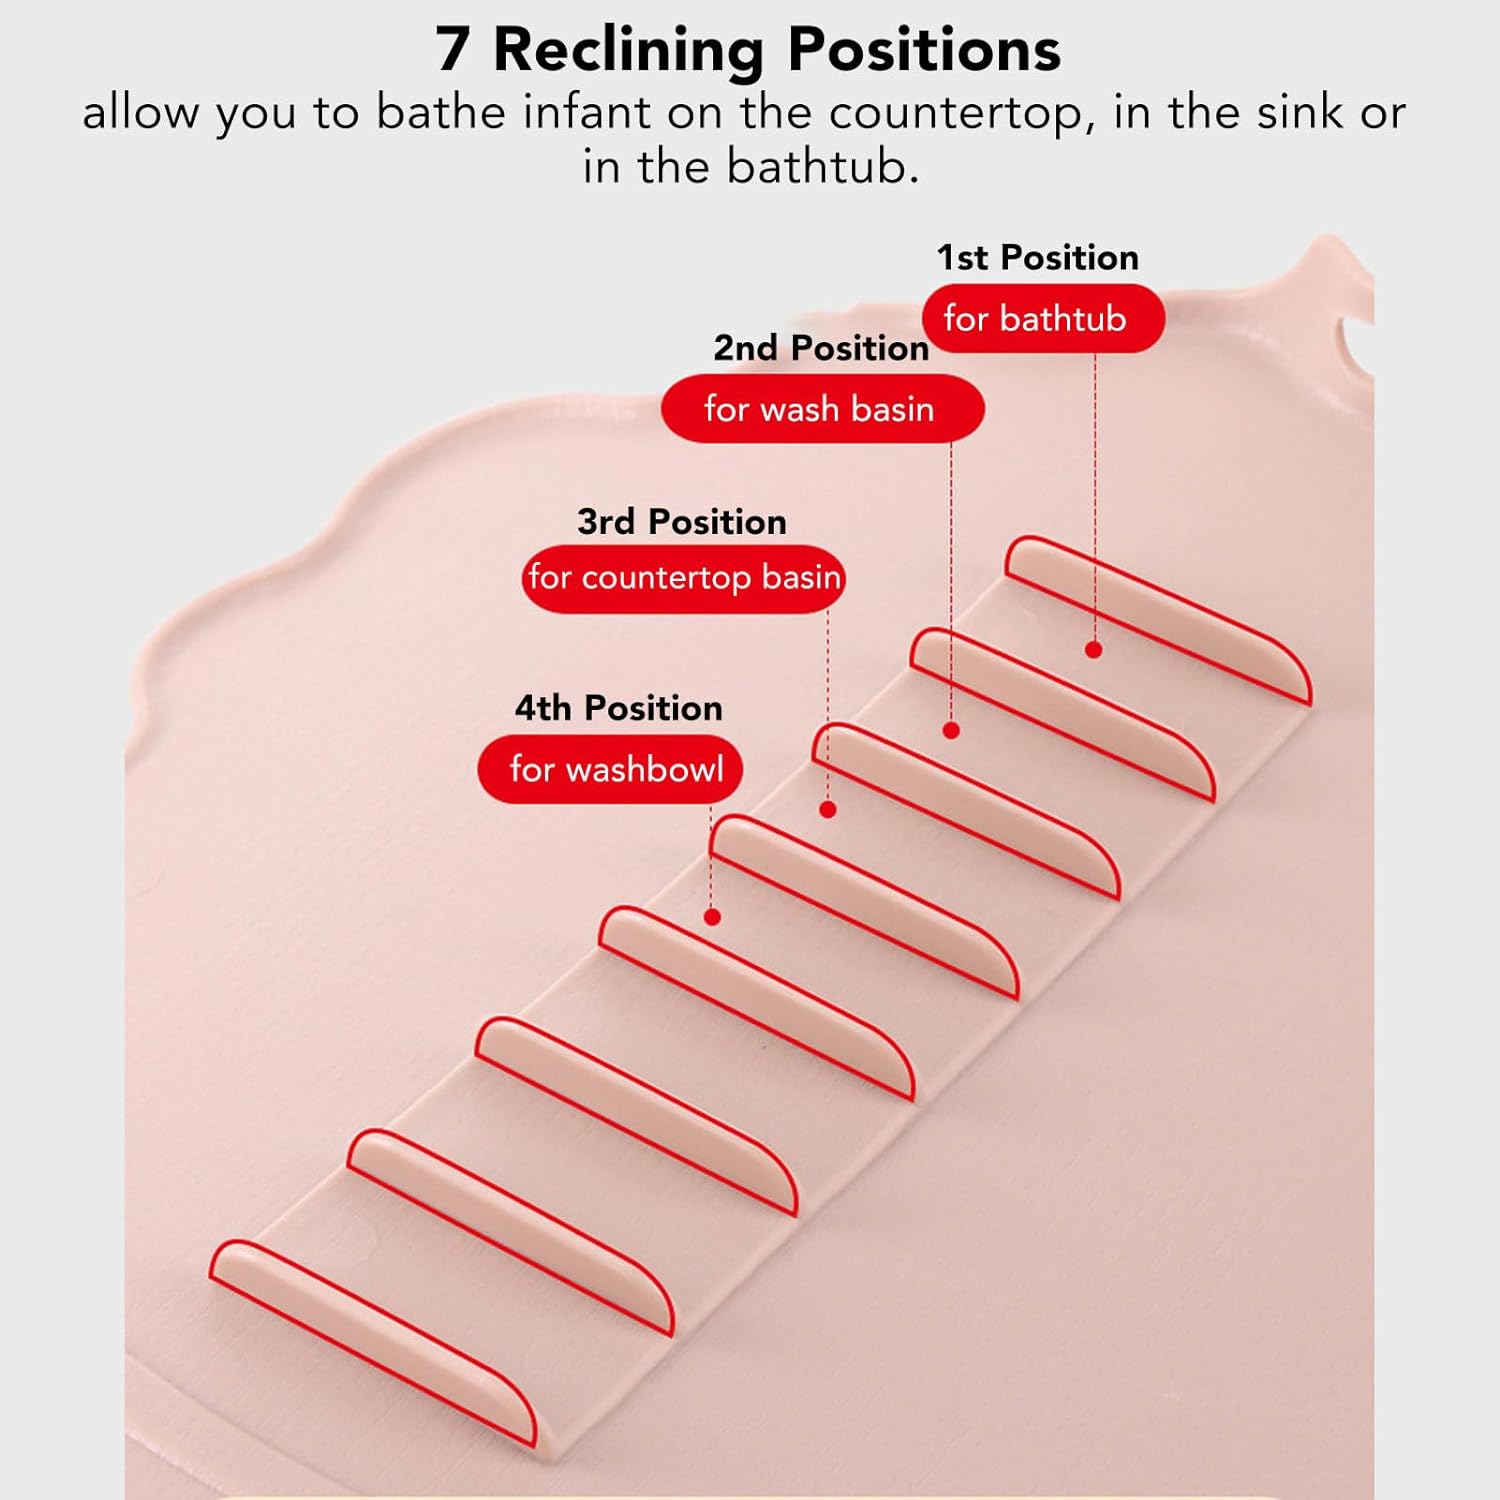 7 Reclining Positions
allow you to bathe infant on the countertop, in the sink or
in the bathtub.
1st Position
for bathtub
2nd Position
for wash basin
3rd Position
for countertop basin
4th Position
for washbowl